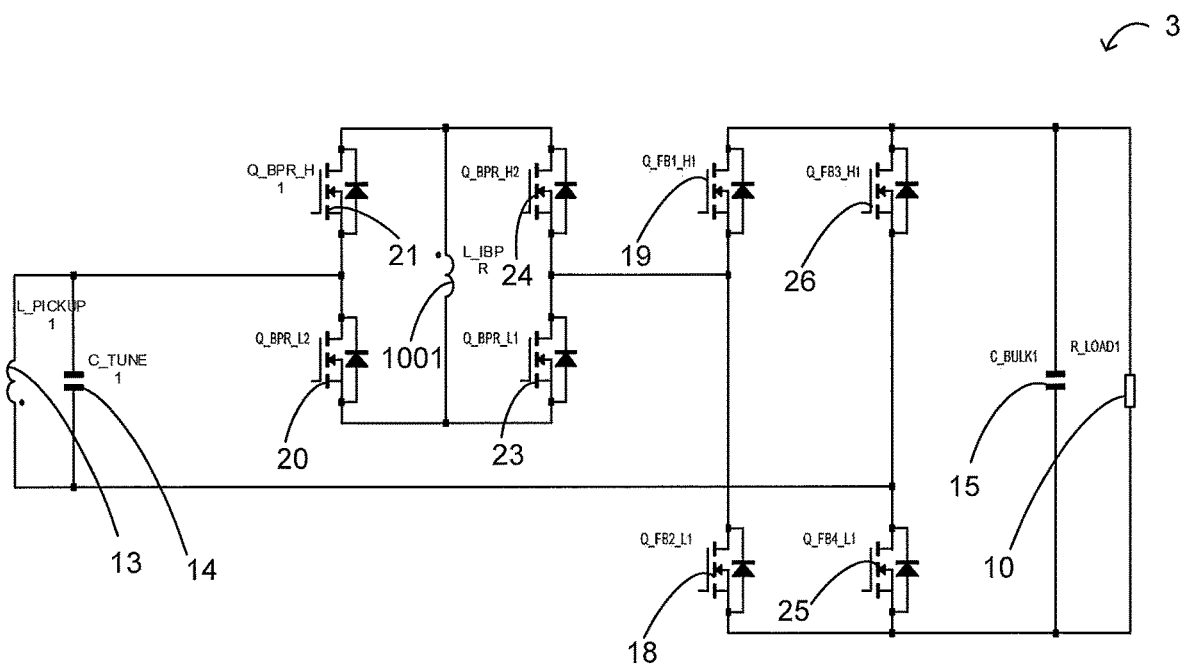 3
Q_BPR_H
1
Q_BPR_H2
Q_FB1_H1
Q_FB3_H1
21
L_IBP
R
24
19
26
L_PICKUP
1
C_TUNE
1
Q_BPR_L2
1001
Q_BPR_L1
C_BULK1
R_LOAD1
20
23
15
10
13
14
Q_FB2_L1
Q_FB4_L1
18
25